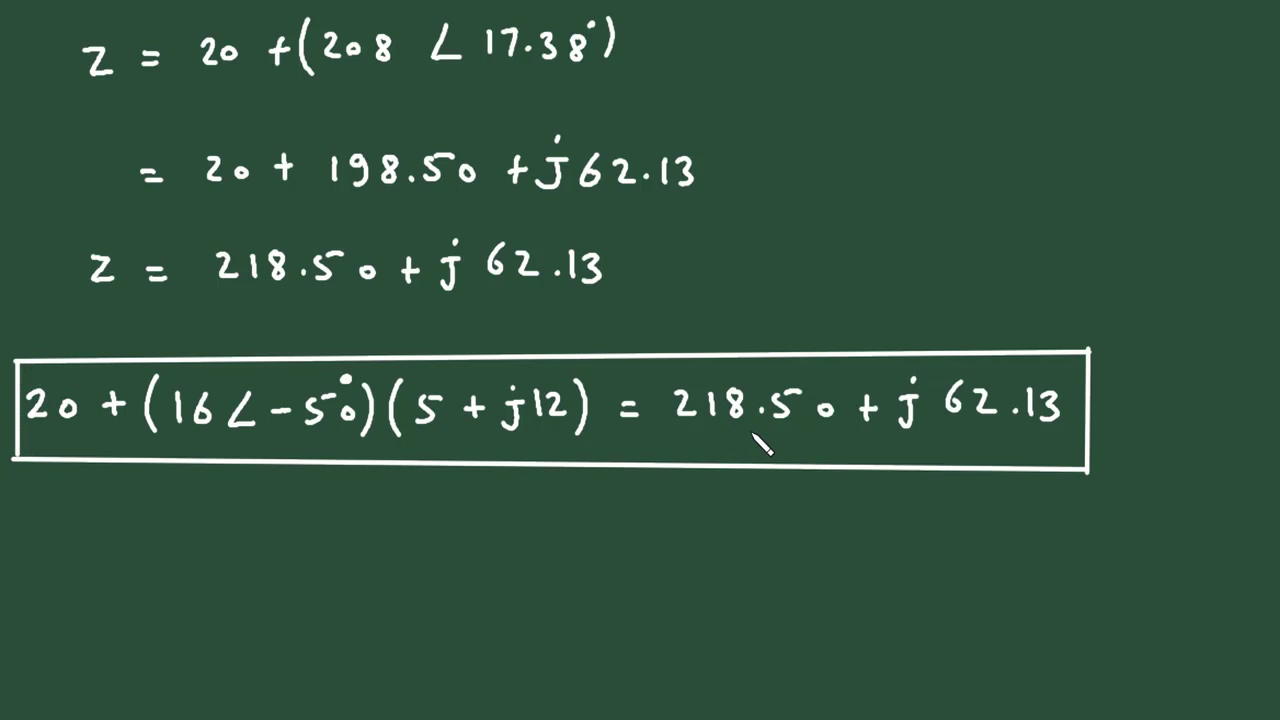 z = 20 + (208 ∠ 17.38°)
= 20 + 198.50 + j62.13
z = 218.50 + j 62.13
20 + (16∠-50°)(5 + j12) = 218.50 + j 62.13